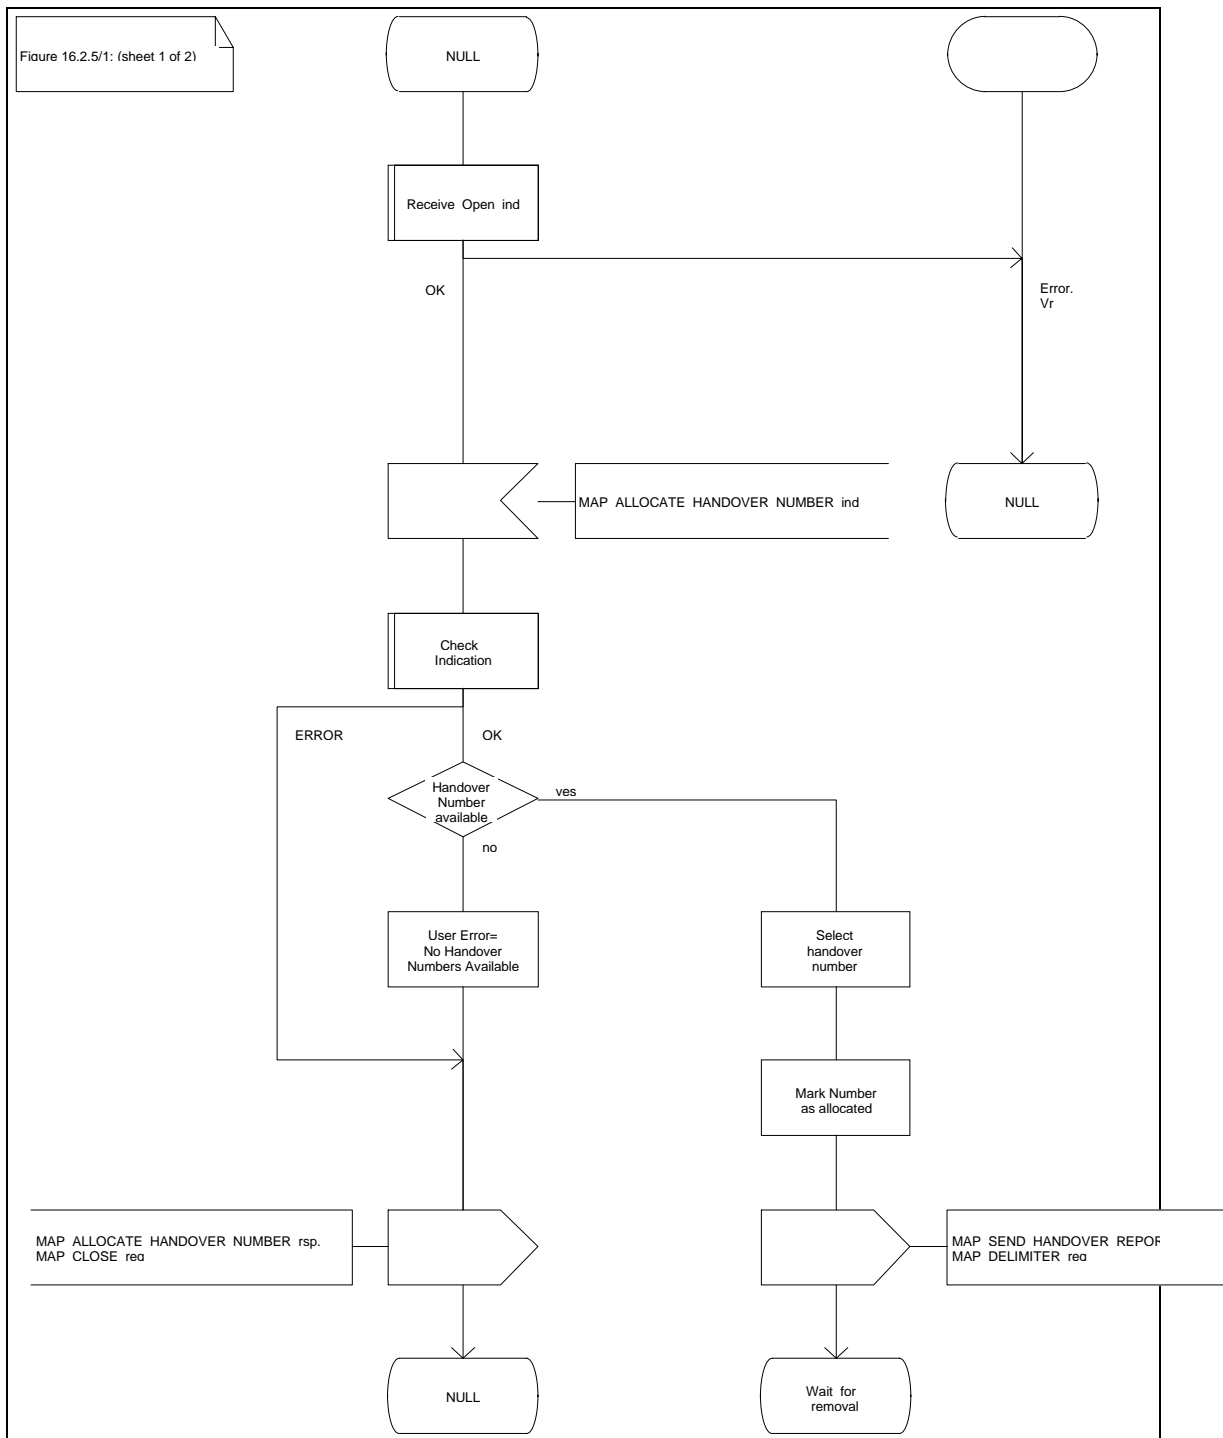 Figure 16.2.5/1: (sheet 1 of 2)
NULL
Receive Open ind
OK
Error.
Vr
MAP ALLOCATE HANDOVER NUMBER ind
NULL
Check
Indication
ERROR
OK
Handover
Number
available
yes
no
User Error=
No Handover
Numbers Available
Select
handover
number
Mark Number
as allocated
MAP ALLOCATE HANDOVER NUMBER rsp.
MAP CLOSE req
MAP SEND HANDOVER REPOR
MAP DELIMITER req
NULL
Wait for
removal